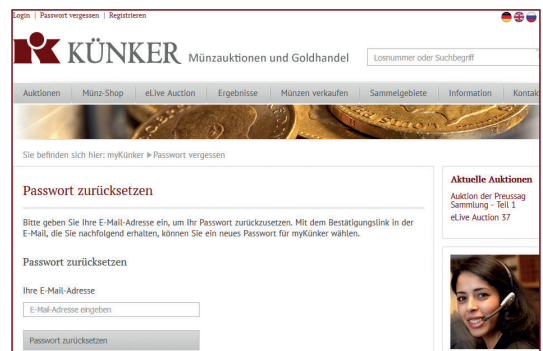 Login | Passwort vergessen | Registrieren
KÜNKER Münzauktionen und Goldhandel
Losnummer oder Suchbegriff
Auktionen Münz-Shop eLive Auction Ergebnisse Münzen verkaufen Sammelgebiete Information Kontak
Sie befinden sich hier: myKünker ▶ Passwort vergessen
Passwort zurücksetzen
Bitte geben Sie Ihre E-Mail-Adresse ein, um Ihr Passwort zurückzusetzen. Mit dem Bestätigungslink in der
E-Mail, die Sie nachfolgend erhalten, können Sie ein neues Passwort für myKünker wählen.
Passwort zurücksetzen
Ihre E-Mail-Adresse
E-Mail-Adresse eingeben
Passwort zurücksetzen
Aktuelle Auktionen
Auktion der Preussag
Sammlung - Teil 1
eLive Auction 37